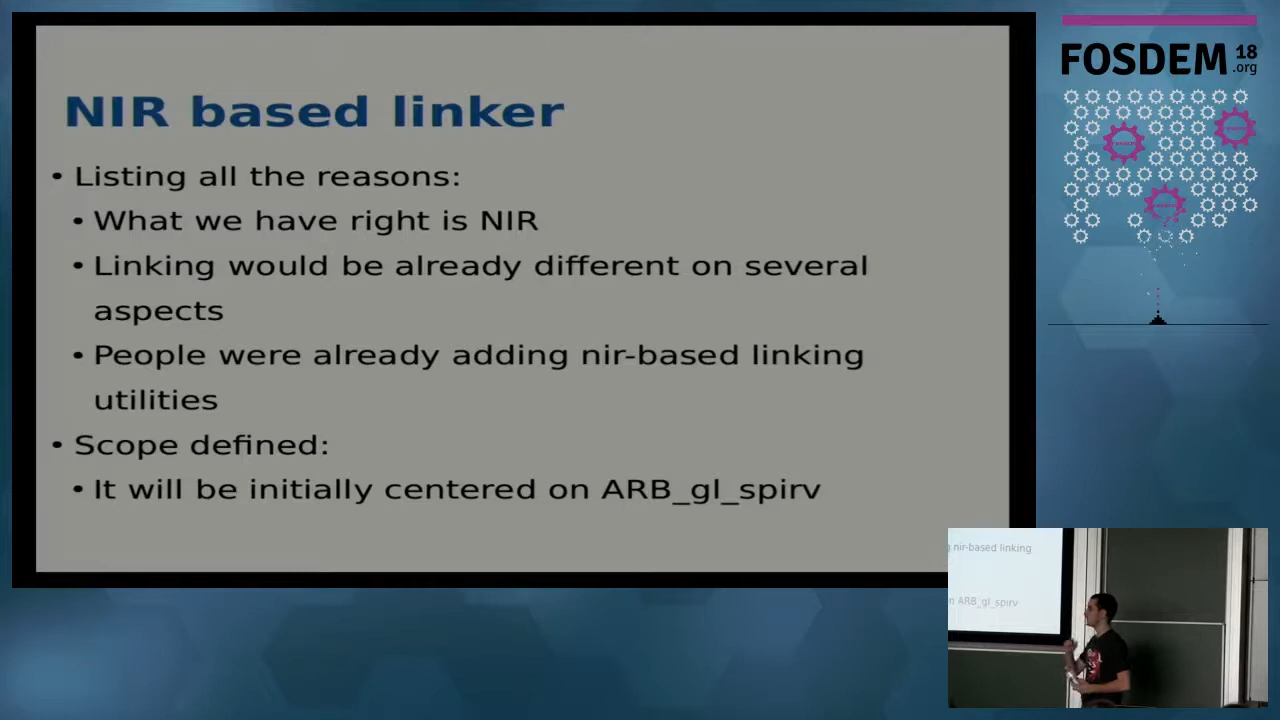 NIR based linker
• Listing all the reasons:
• What we have right is NIR
• Linking would be already different on several
aspects
• People were already adding nir-based linking
utilities
• Scope defined:
• It will be initially centered on ARB_gl_spirv
FOSDEM 18
.org
nir-based linking
ARB_gl_spirv